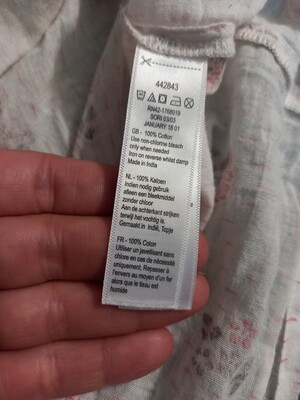 442843
RN42-1768019
SORI 03/03
JANUARY 18 01
GB - 100% Cotton
Use non-chlorine bleach
only when needed
Iron on reverse whilst damp
Made in India
NL - 100% Katoen
Indien nodig gebruik
alleen een bleekmiddel
zonder chloor
Aan de achterkant strijken
terwijl het vochtig is.
Gemaakt in Indië, Topje
FR - 100% Coton
Utiliser un javellisant sans
chlore en cas de nécessité
uniquement, Repasser à
l'envers au moyen d'un fer
alors que le tissu est
humide